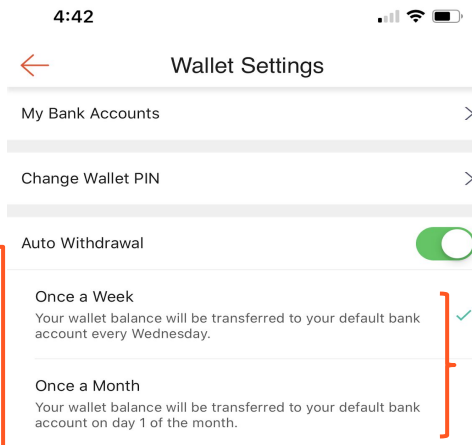 4:42
Wallet Settings
My Bank Accounts
Change Wallet PIN
Auto Withdrawal
Once a Week
Your wallet balance will be transferred to your default bank
account every Wednesday.
Once a Month
Your wallet balance will be transferred to your default bank
account on day 1 of the month.